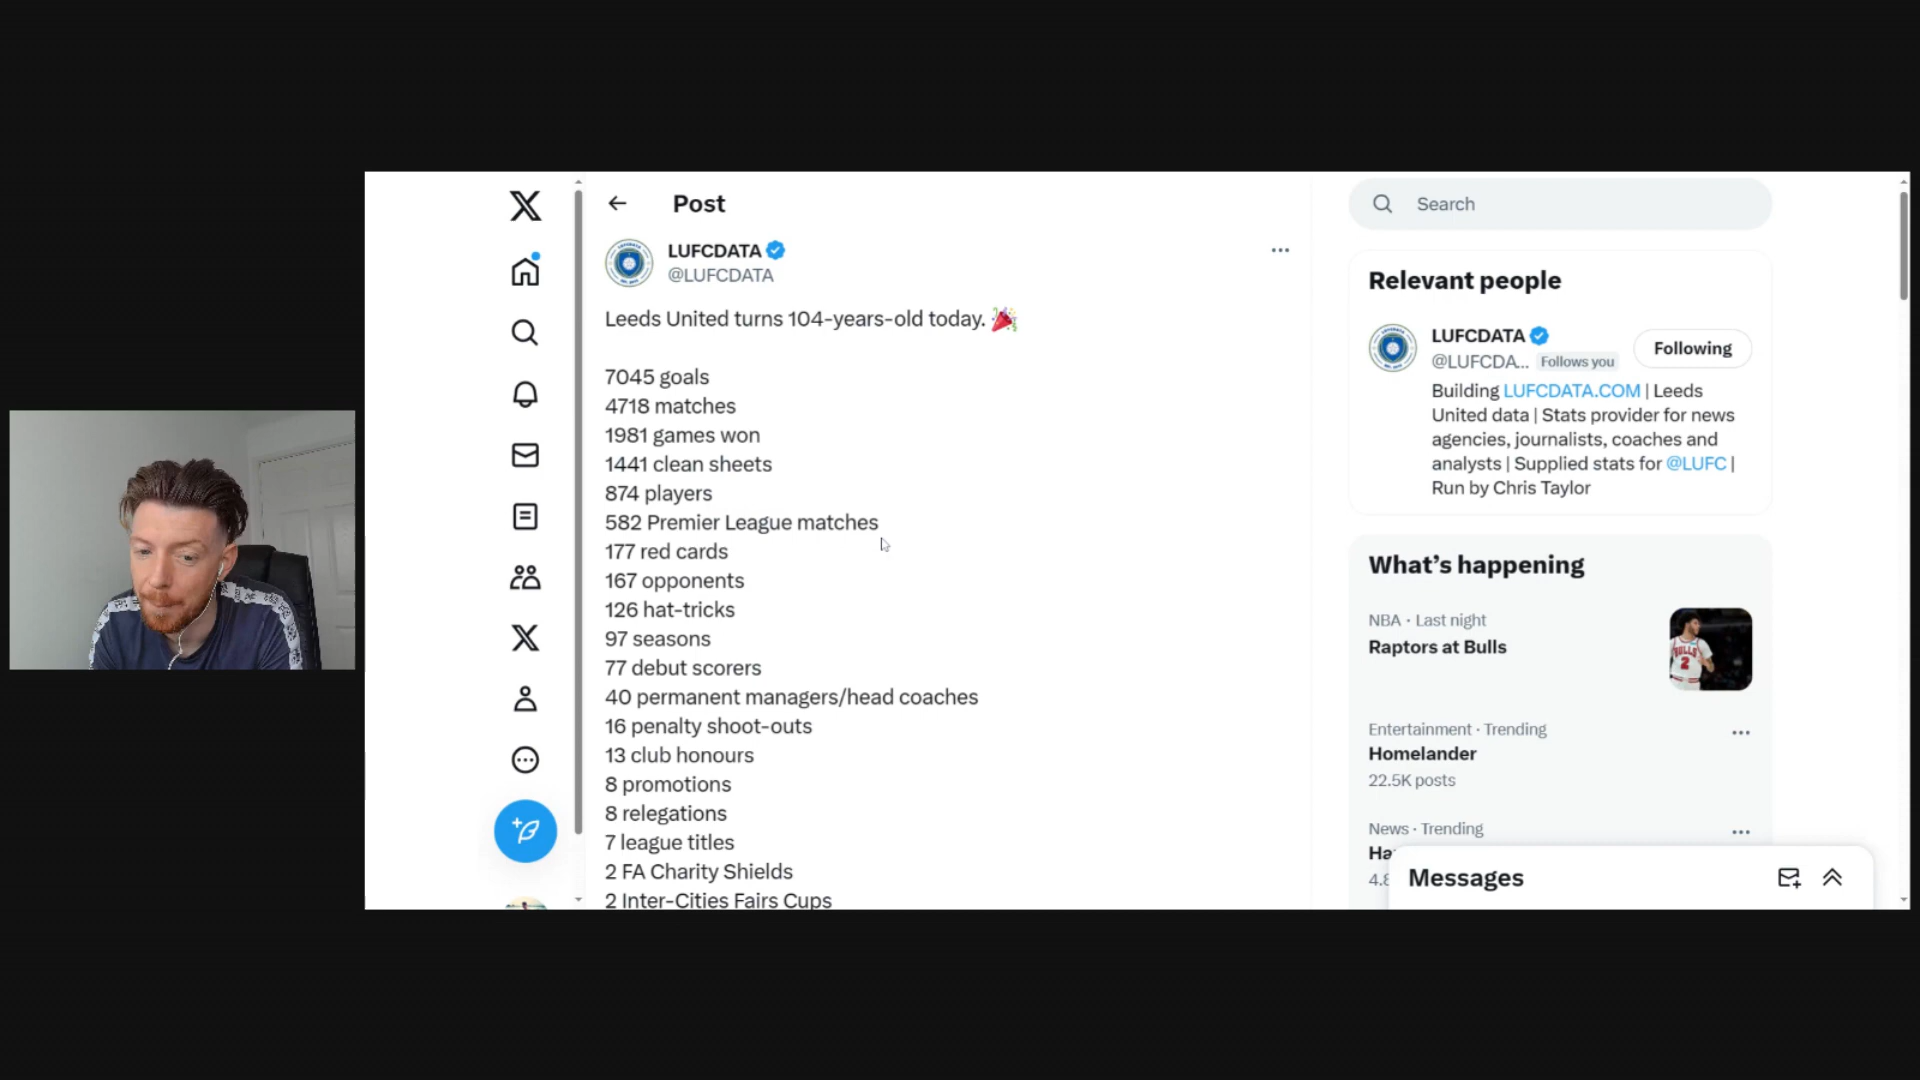 Post
LUFCDATA
@LUFCDATA
Leeds United turns 104-years-old today. 🎉
7045 goals
4718 matches
1981 games won
1441 clean sheets
874 players
582 Premier League matches
177 red cards
167 opponents
126 hat-tricks
97 seasons
77 debut scorers
40 permanent managers/head coaches
16 penalty shoot-outs
13 club honours
8 promotions
8 relegations
7 league titles
2 FA Charity Shields
2 Inter-Cities Fairs Cups
Search
Relevant people
LUFCDATA
@LUFCDA... Follows you
Following
Building LUFCDATA.COM | Leeds
United data | Stats provider for news
agencies, journalists, coaches and
analysts | Supplied stats for @LUFC |
Run by Chris Taylor
What’s happening
NBA · Last night
Raptors at Bulls
BULLS
2
Entertainment · Trending
Homelander
22.5K posts
News · Trending
Messages